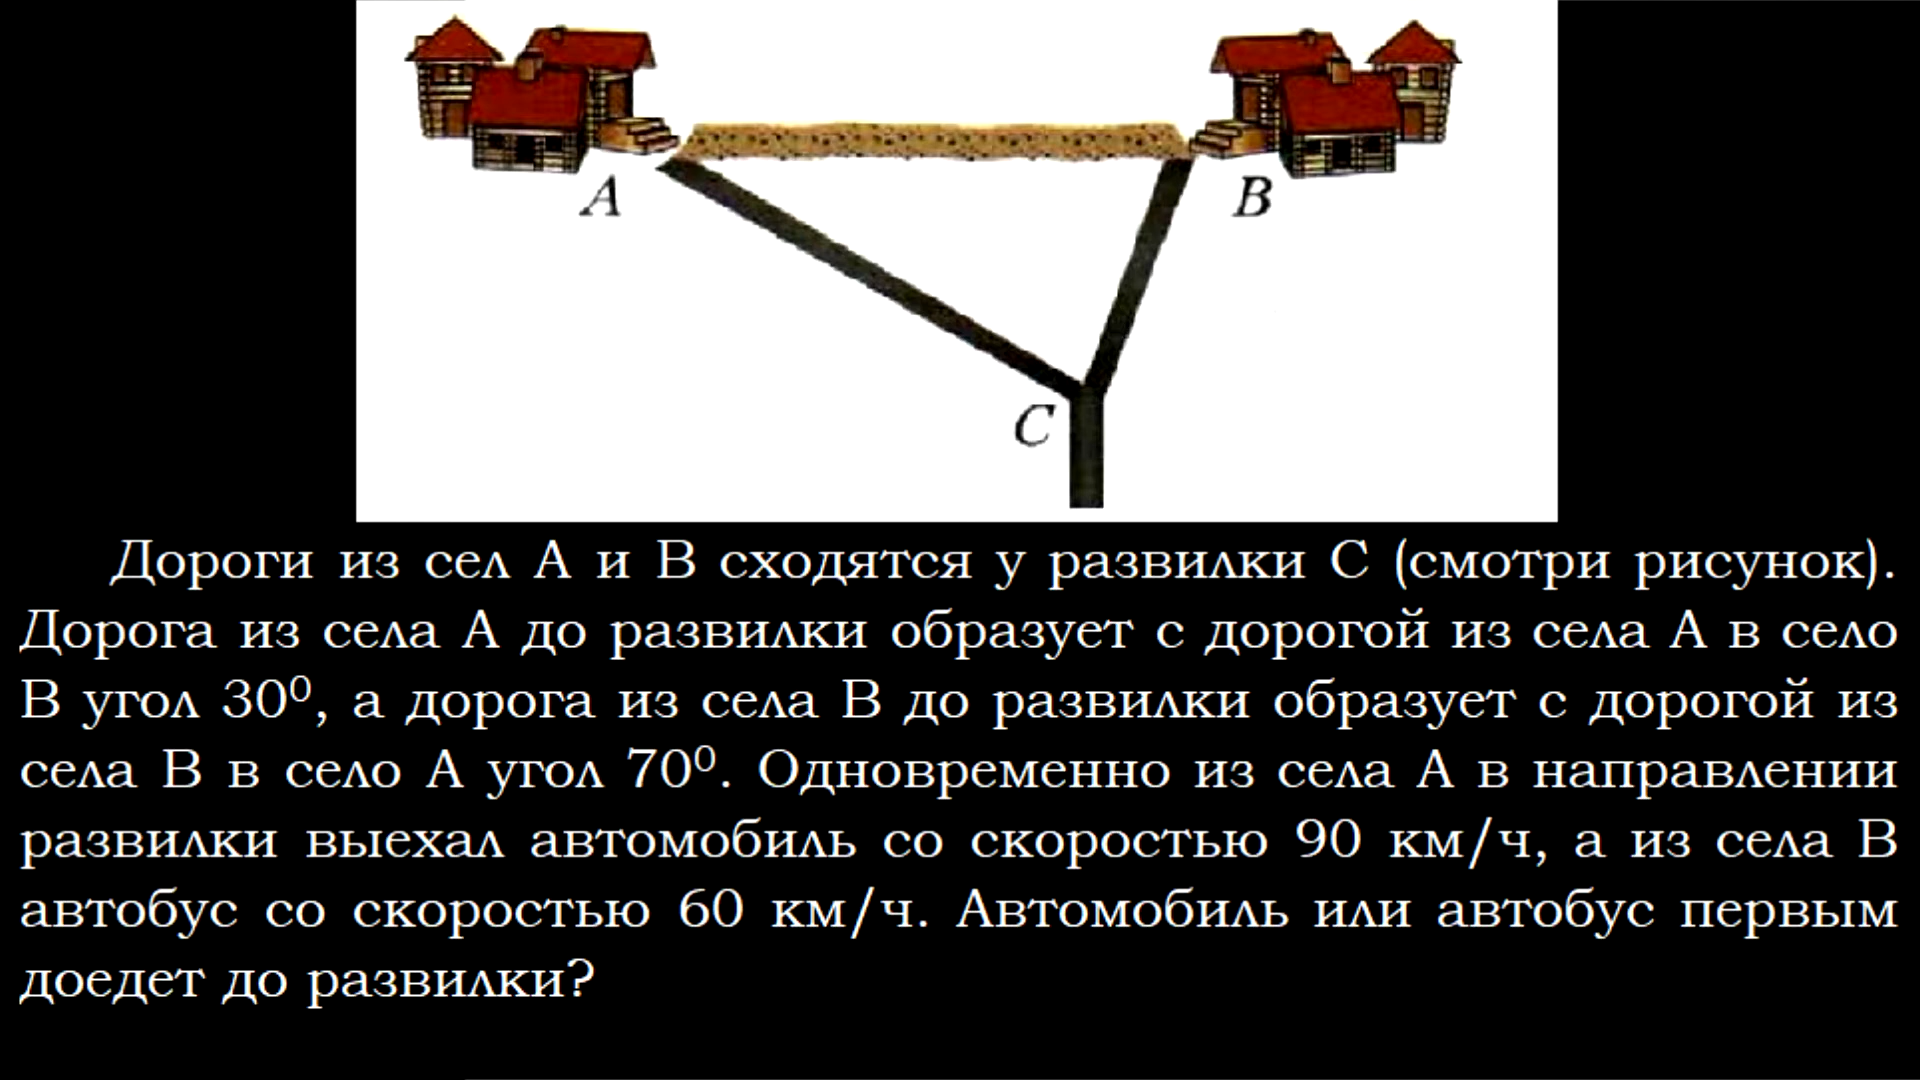 A
B
C
Дороги из сел А и В сходятся у развилки С (смотри рисунок).
Дорога из села А до развилки образует с дорогой из села А в село
В угол 30⁰, а дорога из села В до развилки образует с дорогой из
села В в село А угол 70⁰. Одновременно из села А в направлении
развилки выехал автомобиль со скоростью 90 км/ч, а из села В
автобус со скоростью 60 км/ч. Автомобиль или автобус первым
доедет до развилки?